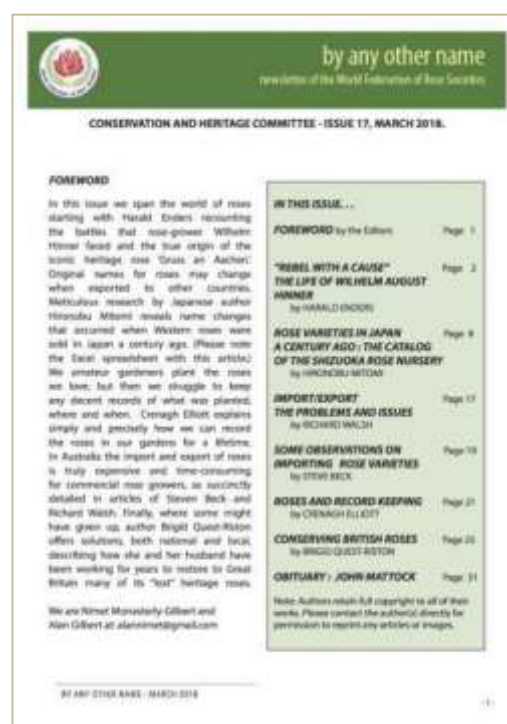 by any other name
newsletter of the World Federation of Rose Societies
CONSERVATION AND HERITAGE COMMITTEE - ISSUE 17, MARCH 2018.
FOREWORD
In this issue we span the world of roses
starting with Harald Enders recounting
the battles that rose-grower Wilhelm
Hinner faced and the true origin of the
iconic heritage rose 'Gruss an Aachen.'
Original names for roses may change
when exported to other countries.
Meticulous research by Japanese author
Hironobu Mitomi reveals name changes
that occurred when Western roses were
sold in Japan a century ago. (Please note
the Excel spreadsheet with this article.)
We amateur gardeners plant the roses
we love, but then we struggle to keep
any decent records of what was planted,
where and when. Crenagh Elliott explains
simply and precisely how we can record
the roses in our gardens for a lifetime.
In Australia the import and export of roses
is truly expensive and time-consuming
for commercial rose growers, as succinctly
detailed in articles of Steven Beck and
Richard Walsh. Finally, where some might
have given up, author Brigid Quest-Ritson
offers solutions, both national and local,
describing how she and her husband have
been working for years to restore to Great
Britain many of its "lost" heritage roses.
We are Nimet Monasterly-Gilbert and
Alan Gilbert at: alannimet@gmail.com
IN THIS ISSUE. . .
FOREWORD by the Editors Page 1
"REBEL WITH A CAUSE" Page 2
THE LIFE OF WILHELM AUGUST
HINNER
by HARALD ENDERS
ROSE VARIETIES IN JAPAN Page
A CENTURY AGO : THE CATALOG
OF THE SHIZUOKA ROSE NURSERY
by HIRONOBU MITOMI
IMPORT/EXPORT Page 17
THE PROBLEMS AND ISSUES
by RICHARD WALSH
SOME OBSERVATIONS ON Page 19
IMPORTING ROSE VARIETIES
by STEVE BECK
ROSES AND RECORD KEEPING Page 21
by CRENAGH ELLIOTT
CONSERVING BRITISH ROSES Page
by BRIGID QUEST-RITSON
OBITUARY : JOHN MATTOCK Page 31
Note: Authors retain full copyright to all of their
works. Please contact the author(s) directly for
permission to reprint any articles or images.
BY ANY OTHER NAME - MARCH 2018
-1-